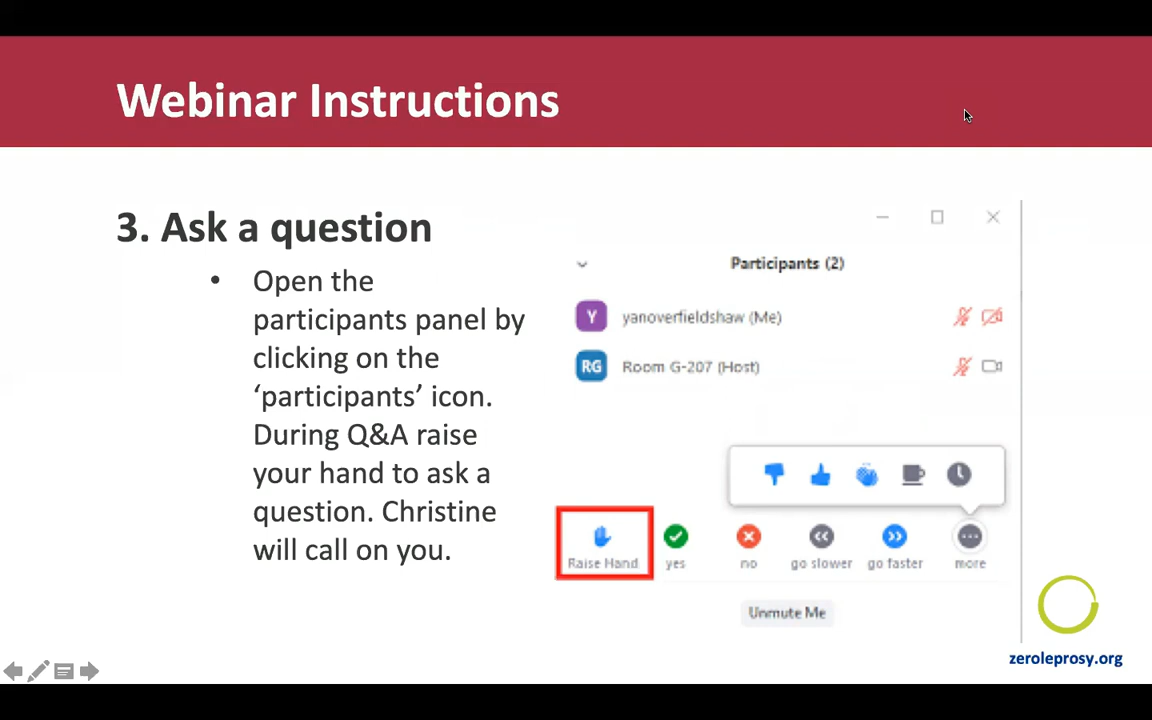 Webinar Instructions
3. Ask a question
• Open the
participants panel by
clicking on the
‘participants’ icon.
During Q&A raise
your hand to ask a
question. Christine
will call on you.
Participants (2)
Y yanoverfieldshaw (Me)
RG Room G-207 (Host)
Raise Hand yes no go slower go faster more
Unmute Me
zeroleprosy.org